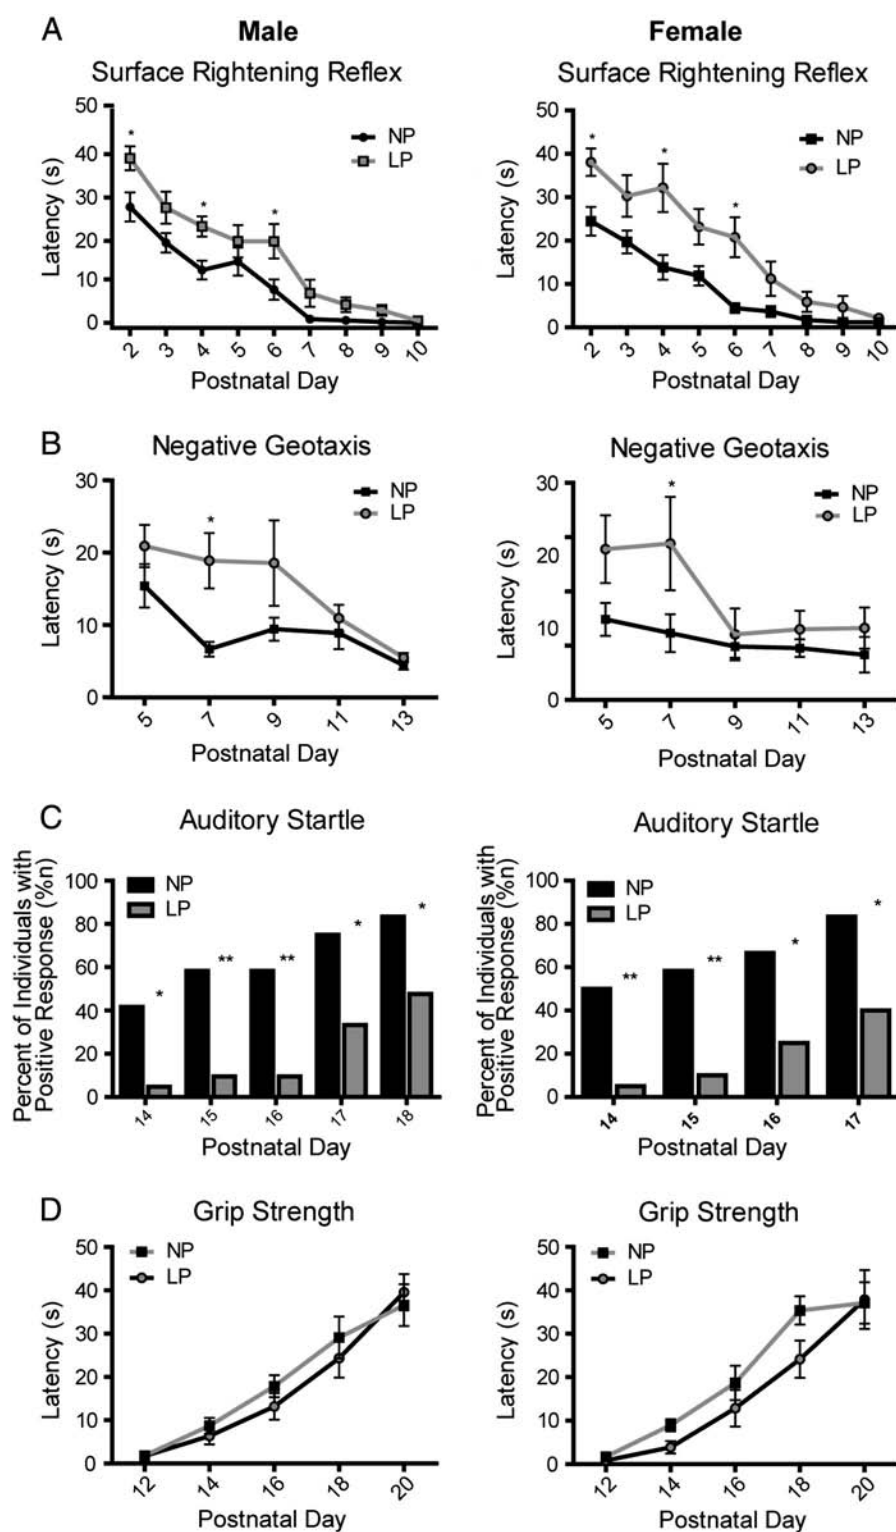 A
Male
Female
Surface Rightening Reflex
Latency (s)
50
40
30
20
10
0
NP
LP
*
*
*
2
3
4
5
6
7
8
9
10
Postnatal Day
Surface Rightening Reflex
Latency (s)
50
40
30
20
10
0
NP
LP
*
*
*
2
3
4
5
6
7
8
9
10
Postnatal Day
B
Negative Geotaxis
Latency (s)
30
20
10
0
NP
LP
*
5
7
9
11
13
Postnatal Day
Negative Geotaxis
Latency (s)
30
20
10
0
NP
LP
*
5
7
9
11
13
Postnatal Day
C
Auditory Startle
Percent of Individuals with
Positive Response (%n)
100
80
60
40
20
0
NP
LP
*
**
**
*
*
14
15
16
17
18
Postnatal Day
Auditory Startle
Percent of Individuals with
Positive Response (%n)
100
80
60
40
20
0
NP
LP
**
**
*
*
14
15
16
17
Postnatal Day
D
Grip Strength
Latency (s)
50
40
30
20
10
0
NP
LP
12
14
16
18
20
Postnatal Day
Grip Strength
Latency (s)
50
40
30
20
10
0
NP
LP
12
14
16
18
20
Postnatal Day